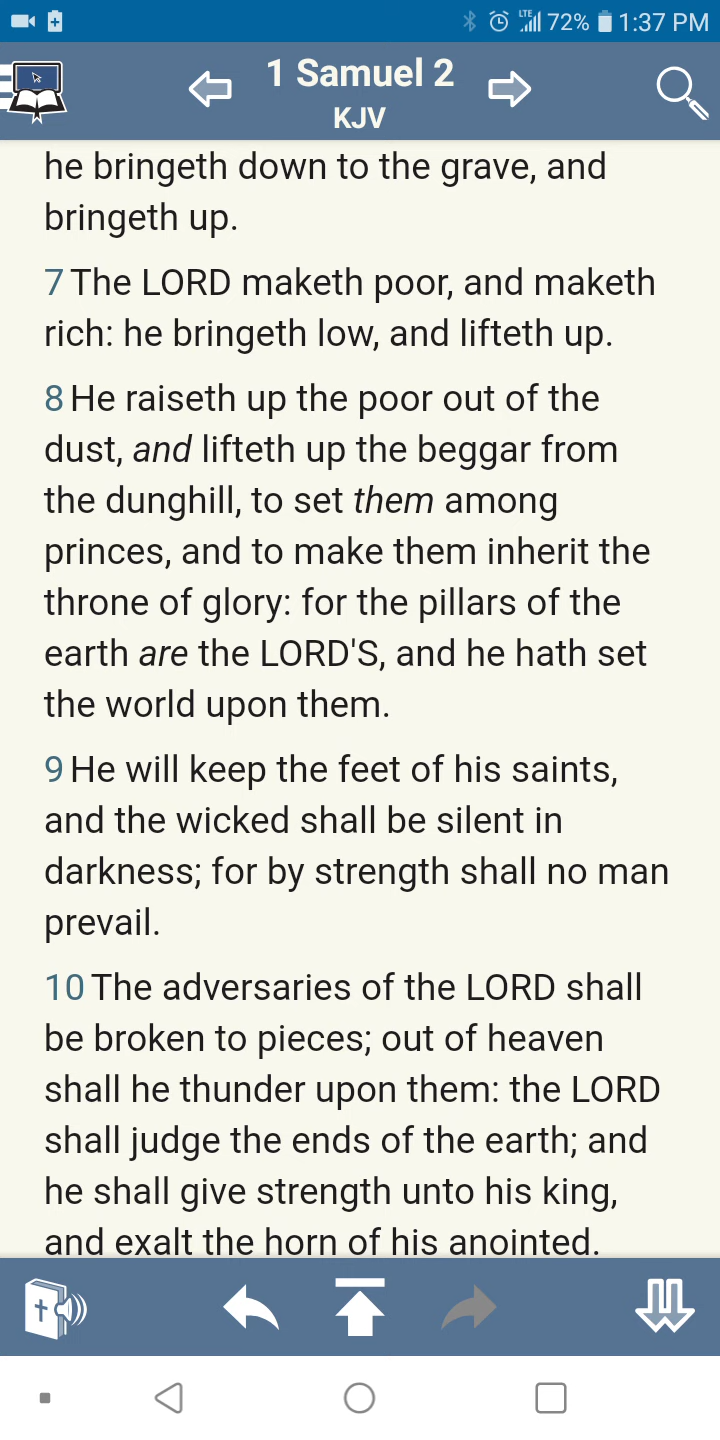 LTE 72% 1:37 PM
1 Samuel 2
KJV
he bringeth down to the grave, and
bringeth up.
7 The LORD maketh poor, and maketh
rich: he bringeth low, and lifteth up.
8 He raiseth up the poor out of the
dust, and lifteth up the beggar from
the dunghill, to set them among
princes, and to make them inherit the
throne of glory: for the pillars of the
earth are the LORD'S, and he hath set
the world upon them.
9 He will keep the feet of his saints,
and the wicked shall be silent in
darkness; for by strength shall no man
prevail.
10 The adversaries of the LORD shall
be broken to pieces; out of heaven
shall he thunder upon them: the LORD
shall judge the ends of the earth; and
he shall give strength unto his king,
and exalt the horn of his anointed.